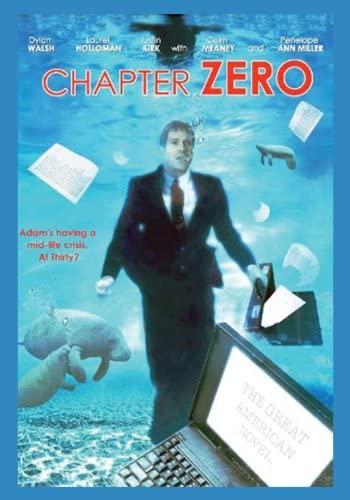 Dylan Laurel Justin Colm Penelope
WALSH HOLLOMAN KIRK with MEANEY and ANN MILLER
CHAPTER ZERO
Adam's having a
mid-life crisis.
At Thirty?
THE GREAT
AMERICAN
NOVEL